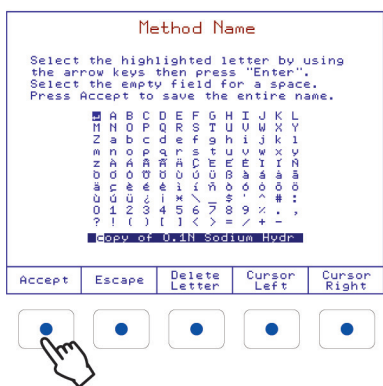 Method Name
Select the highlighted letter by using
the arrow keys then press "Enter".
Select the empty field for a space.
Press Accept to save the entire name.
A B C D E F G H I J K L
M N O P Q R S T U V W X Y
Z a b c d e f g h i j k l
m n o p q r s t u v w x y
z
0 1 2 3 4 5 6 7 8 9 % . ,
? ! ( ) [ ] < > = / + -
Copy of 0.1N Sodium Hydr
Accept
Escape
Delete
Letter
Cursor
Left
Cursor
Right